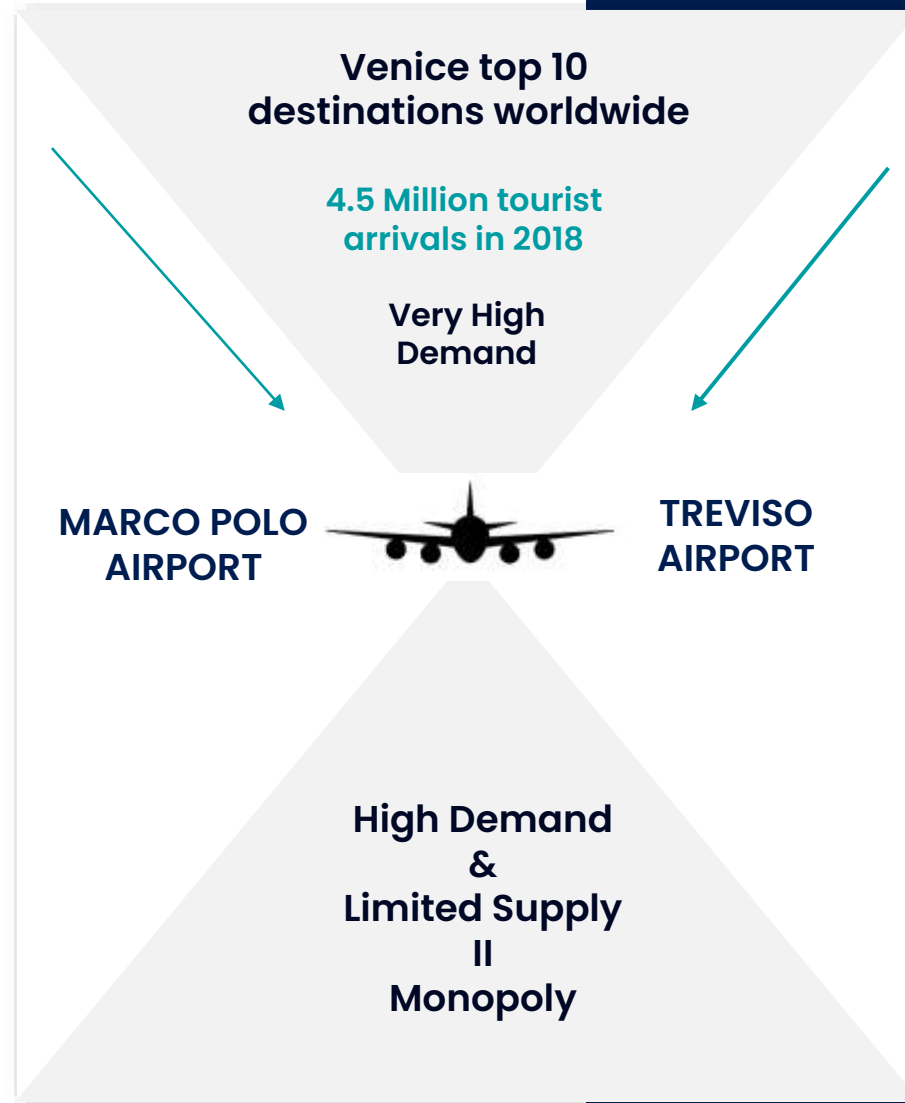 Venice top 10
destinations worldwide
4.5 Million tourist
arrivals in 2018
Very High
Demand
MARCO POLO
AIRPORT
TREVISO
AIRPORT
High Demand
&
Limited Supply
II
Monopoly